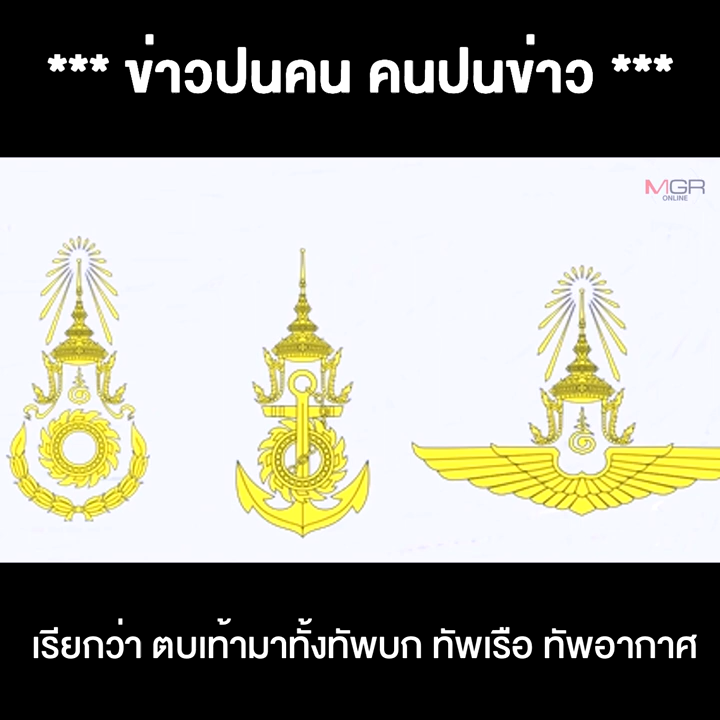 *** ข่าวปนคน คนปนข่าว ***
MGR
ONLINE
เรียกว่า ตบเท้ามาทั้งทัพบก ทัพเรือ ทัพอากาศ